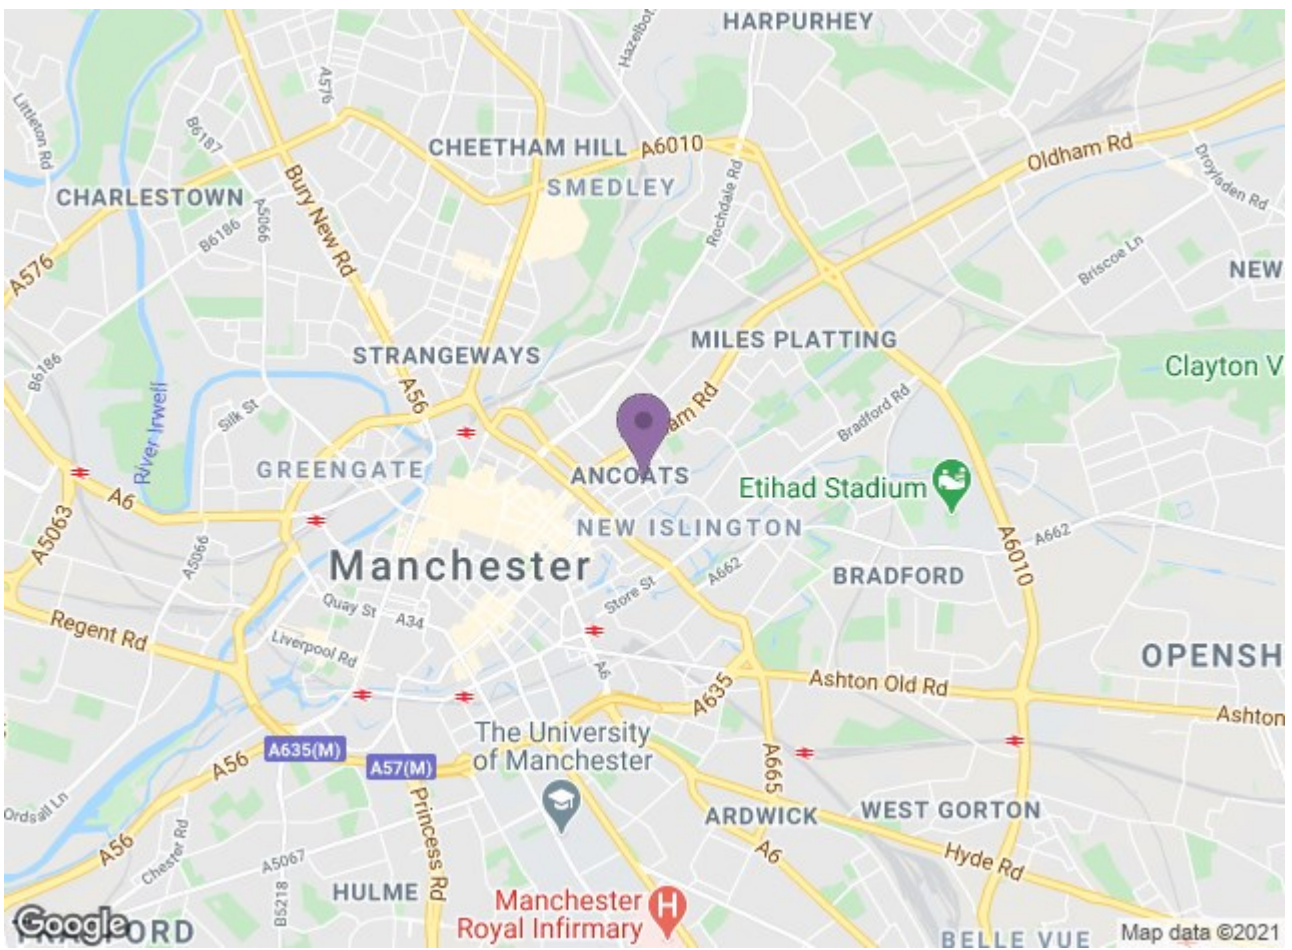 HARPURHEY
Hazelbot
A576
Littleton Rd
B6187
CHEETHAM HILL
A6010
Oldham Rd
SMEDLEY
Droylsden Rd
CHARLESTOWN
Bury New Rd
A5066
B6186
Rochdale Rd
Briscoe Ln
NEW
A576
STRANGEWAYS
MILES PLATTING
Clayton V
B6186
A56
River Irwell
Silk St
am Rd
Bradford Rd
GREENGATE
ANCOATS
Etihad Stadium
A6
NEW ISLINGTON
A5063
A5066
Manchester
A662
A6010
A662
BRADFORD
Store St
Quay St
A34
Regent Rd
Liverpool Rd
A6
OPENSH
A635
Ashton Old Rd
Ashton
The University
of Manchester
A635(M)
A56
A57(M)
A665
Ordsall Ln
Princess Rd
ARDWICK
WEST GORTON
A56
Chester Rd
A5067
A6
Hyde Rd
HULME
B5218
Manchester
Royal Infirmary
H
Google
BELLE VUE
Map data ©2021